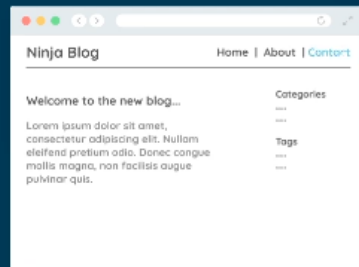 Ninja Blog
Home | About | Contact
Welcome to the new blog...
Lorem ipsum dolor sit amet,
consectetur adipiscing elit. Nullam
eleifend pretium odio. Donec congue
mollis magna, non facilisis augue
pulvinar quis.
Categories
Tags